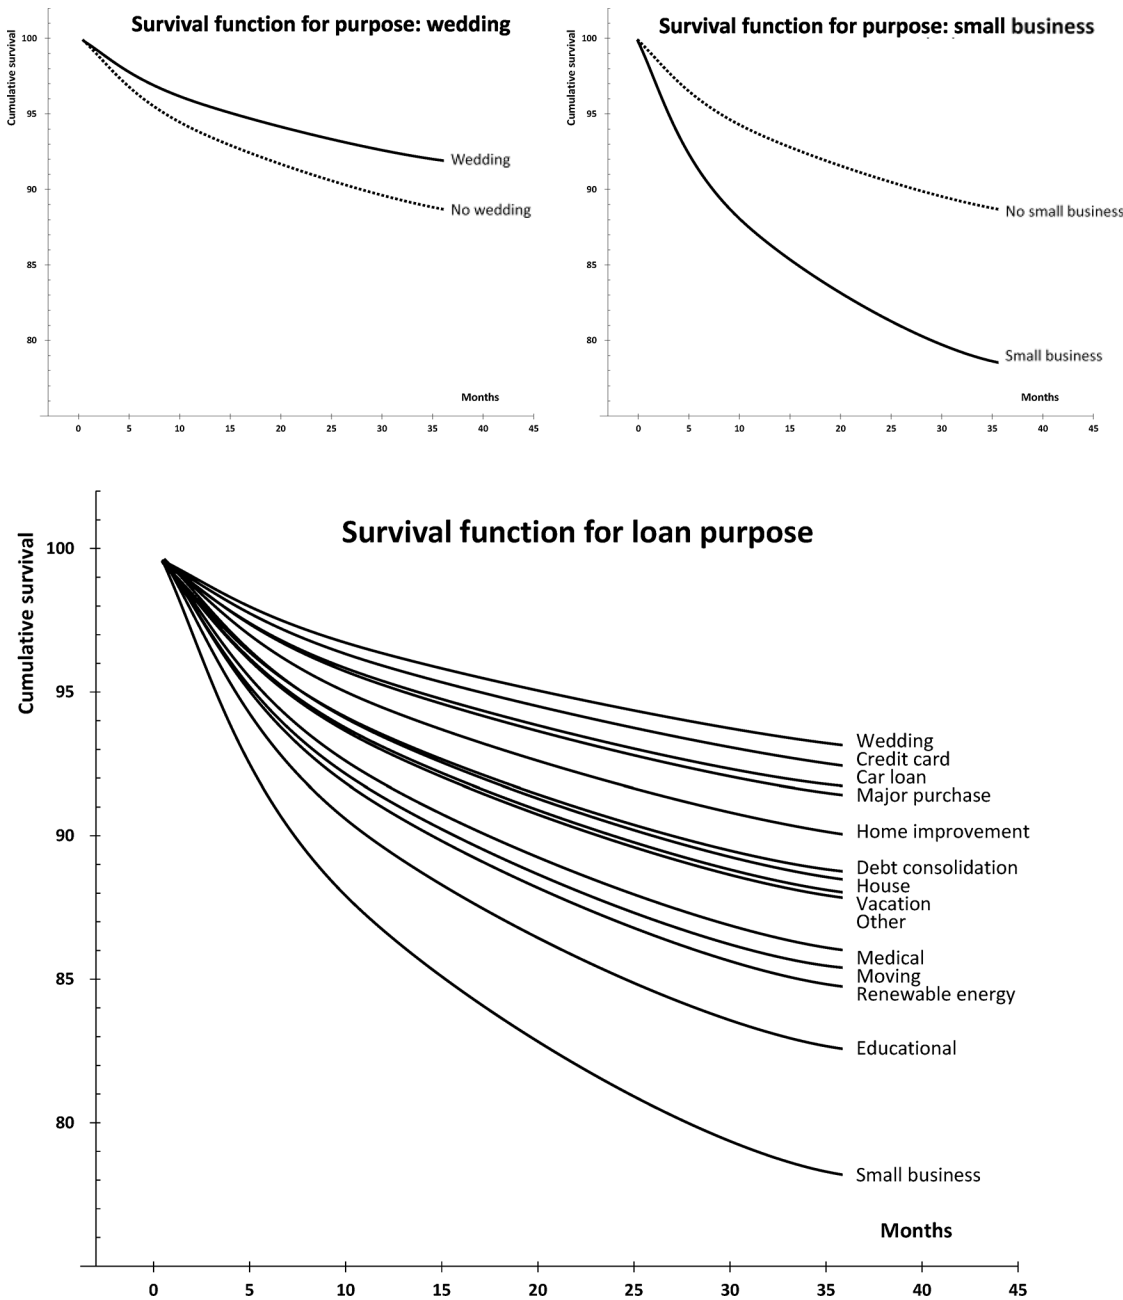 Survival function for purpose: wedding
Cumulative survival
100
95
90
85
80
Wedding
No wedding
Months
0 5 10 15 20 25 30 35 40 45
Survival function for purpose: small business
Cumulative survival
100
95
90
85
80
No small business
Small business
Months
0 5 10 15 20 25 30 35 40 45
Survival function for loan purpose
Cumulative survival
100
95
90
85
80
Wedding
Credit card
Car loan
Major purchase
Home improvement
Debt consolidation
House
Vacation
Other
Medical
Moving
Renewable energy
Educational
Small business
Months
0 5 10 15 20 25 30 35 40 45